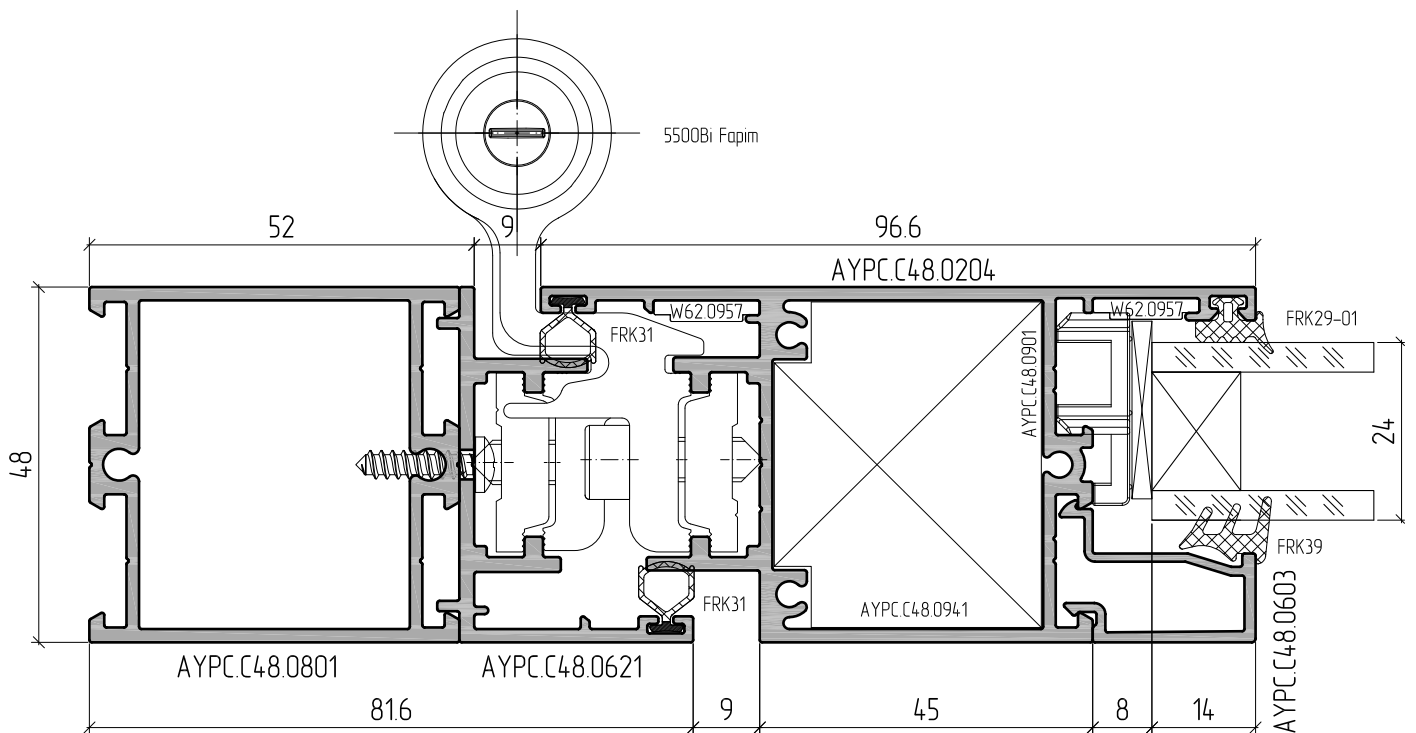 5500Bi Fapim
52
9
96.6
AYPC.C48.0204
W62.0957
W62.0957
FRK31
FRK29-01
AYPC.C48.0901
48
24
FRK39
FRK31
AYPC.C48.0941
AYPC.C48.0801
AYPC.C48.0621
AYPC.C48.0603
81.6
9
45
8
14